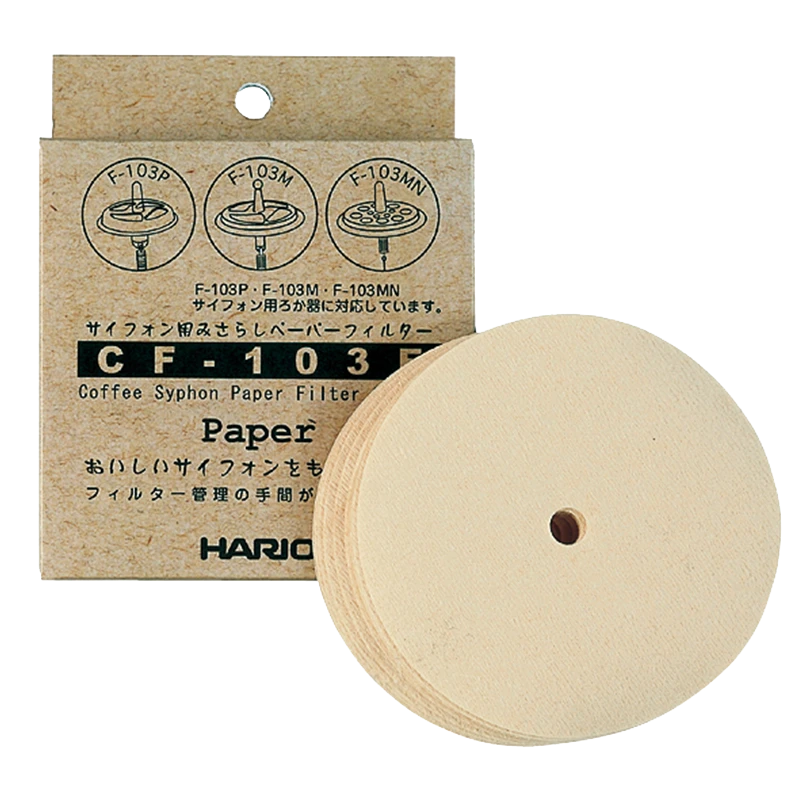 F-103P
F-103M
F-103MN
F-103P・F-103M・F-103MN
サイフォン用ろか器に対応しています。
サイフォン用みさらしペーパーフィルター
CF-103E
Coffee Syphon Paper Filter
Paper
おいしいサイフォンをも
フィルター管理の手間が
HARIO